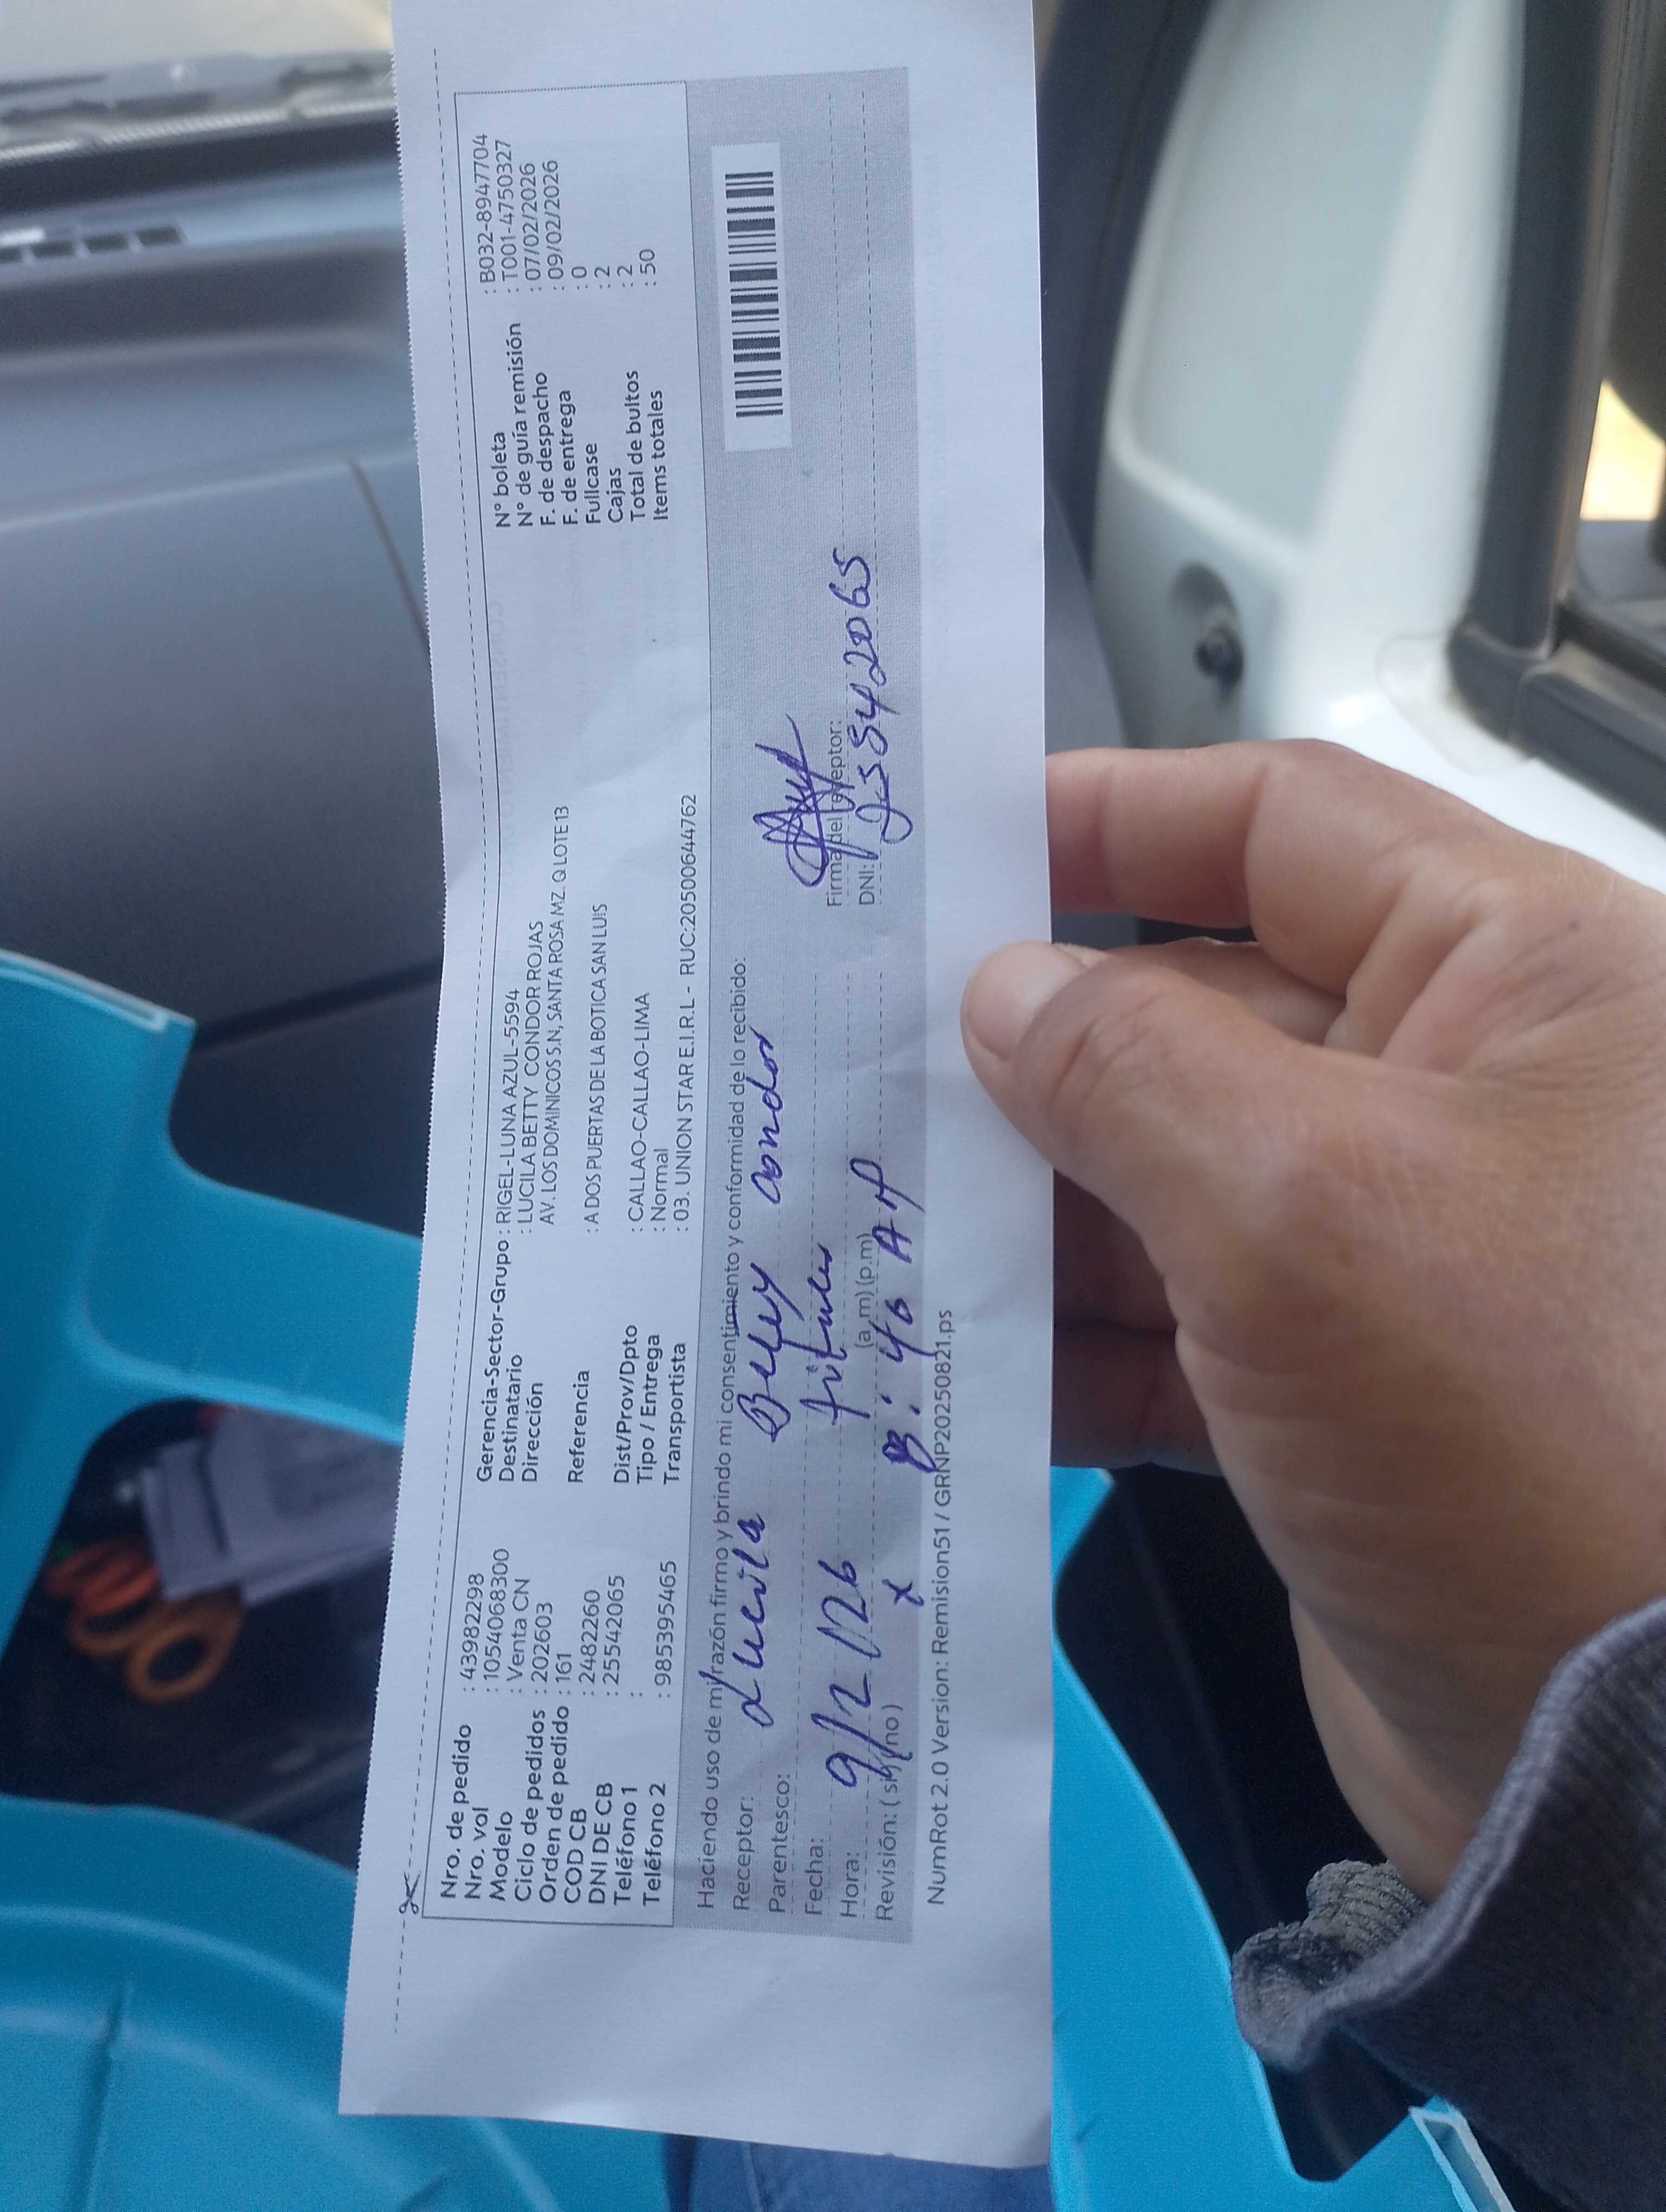 Nro. de pedido : 43982298
Nro. vol : 1054068300
Modelo : Venta CN
Ciclo de pedidos : 202603
Orden de pedido : 161
COD CB : 2482260
DNI DE CB : 25542065
Teléfono 1 :
Teléfono 2 : 985395465
Gerencia-Sector-Grupo : RIGEL-LUNA AZUL-5594
Destinatario : LUCILA BETTY CONDOR ROJAS
Dirección AV. LOS DOMINICOS S.N, SANTA ROSA MZ. Q LOTE 13
Referencia : A DOS PUERTAS DE LA BOTICA SAN LUIS
Dist/Prov/Dpto : CALLAO-CALLAO-LIMA
Tipo / Entrega : Normal
Transportista : 03. UNION STAR E.I.R.L - RUC:20500644762
N° boleta : B032-8947704
N° de guía remisión : T001-4750327
F. de despacho : 07/02/2026
F. de entrega : 09/02/2026
Fullcase : 0
Cajas : 2
Total de bultos : 2
Items totales : 50
Haciendo uso de mi razón firmo y brindo mi consentimiento y conformidad de lo recibido:
Receptor: Lucila Betty Condor
Parentesco: titular
Fecha: 9/2/26
Hora: (a.m) (p.m)
Revisión: ( si ) ( no ) x 8:40 AM
Firma del receptor:
DNI: 25542065
NumRot 2.0 Version: Remision51 / GRNP20250821.ps